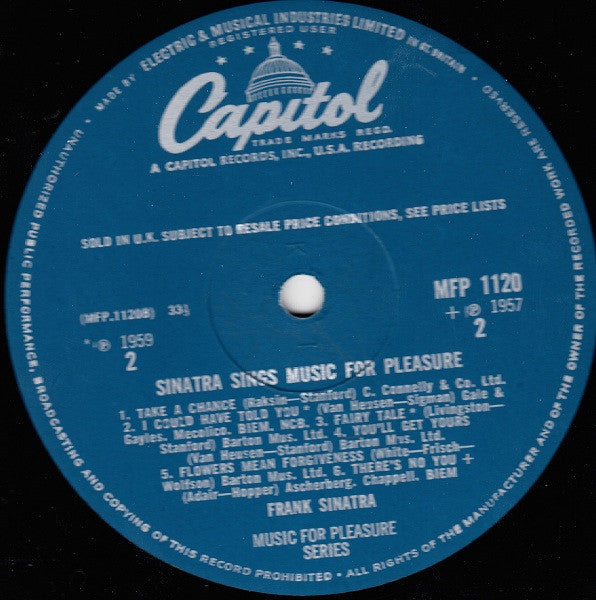 MADE BY ELECTRIC & MUSICAL INDUSTRIES LIMITED IN GT. BRITAIN
REGISTERED USER
Capitol
TRADE MARKS REGD.
A CAPITOL RECORDS, INC., U.S.A. RECORDING
SOLD IN U.K. SUBJECT TO RESALE PRICE CONDITIONS, SEE PRICE LISTS
MFP 1120
(MFP.1120B) 33⅓
+ ℗ 1957
* ℗ 1959
2
2
SINATRA SINGS MUSIC FOR PLEASURE
1. TAKE A CHANCE (Raksin—Stanford) C. Connelly & Co. Ltd.
2. I COULD HAVE TOLD YOU * (Van Heusen—Sigman) Gale &
Gayles, Mecolico, BIEM, NCB. 3. FAIRY TALE * (Livingston—
Stanford) Barton Mus. Ltd. 4. YOU'LL GET YOURS
(Van Heusen—Stanford) Barton Mus. Ltd.
5. FLOWERS MEAN FORGIVENESS (White—Frisch—
Wolfson) Barton Mus. Ltd. 6. THERE'S NO YOU +
(Adair—Hopper) Ascherberg. Chappell. BIEM
FRANK SINATRA
MUSIC FOR PLEASURE
SERIES
ALL RIGHTS OF THE MANUFACTURER AND OF THE OWNER OF THE RECORDED WORK ARE RESERVED
UNAUTHORIZED PUBLIC PERFORMANCE, BROADCASTING AND COPYING OF THIS RECORD PROHIBITED